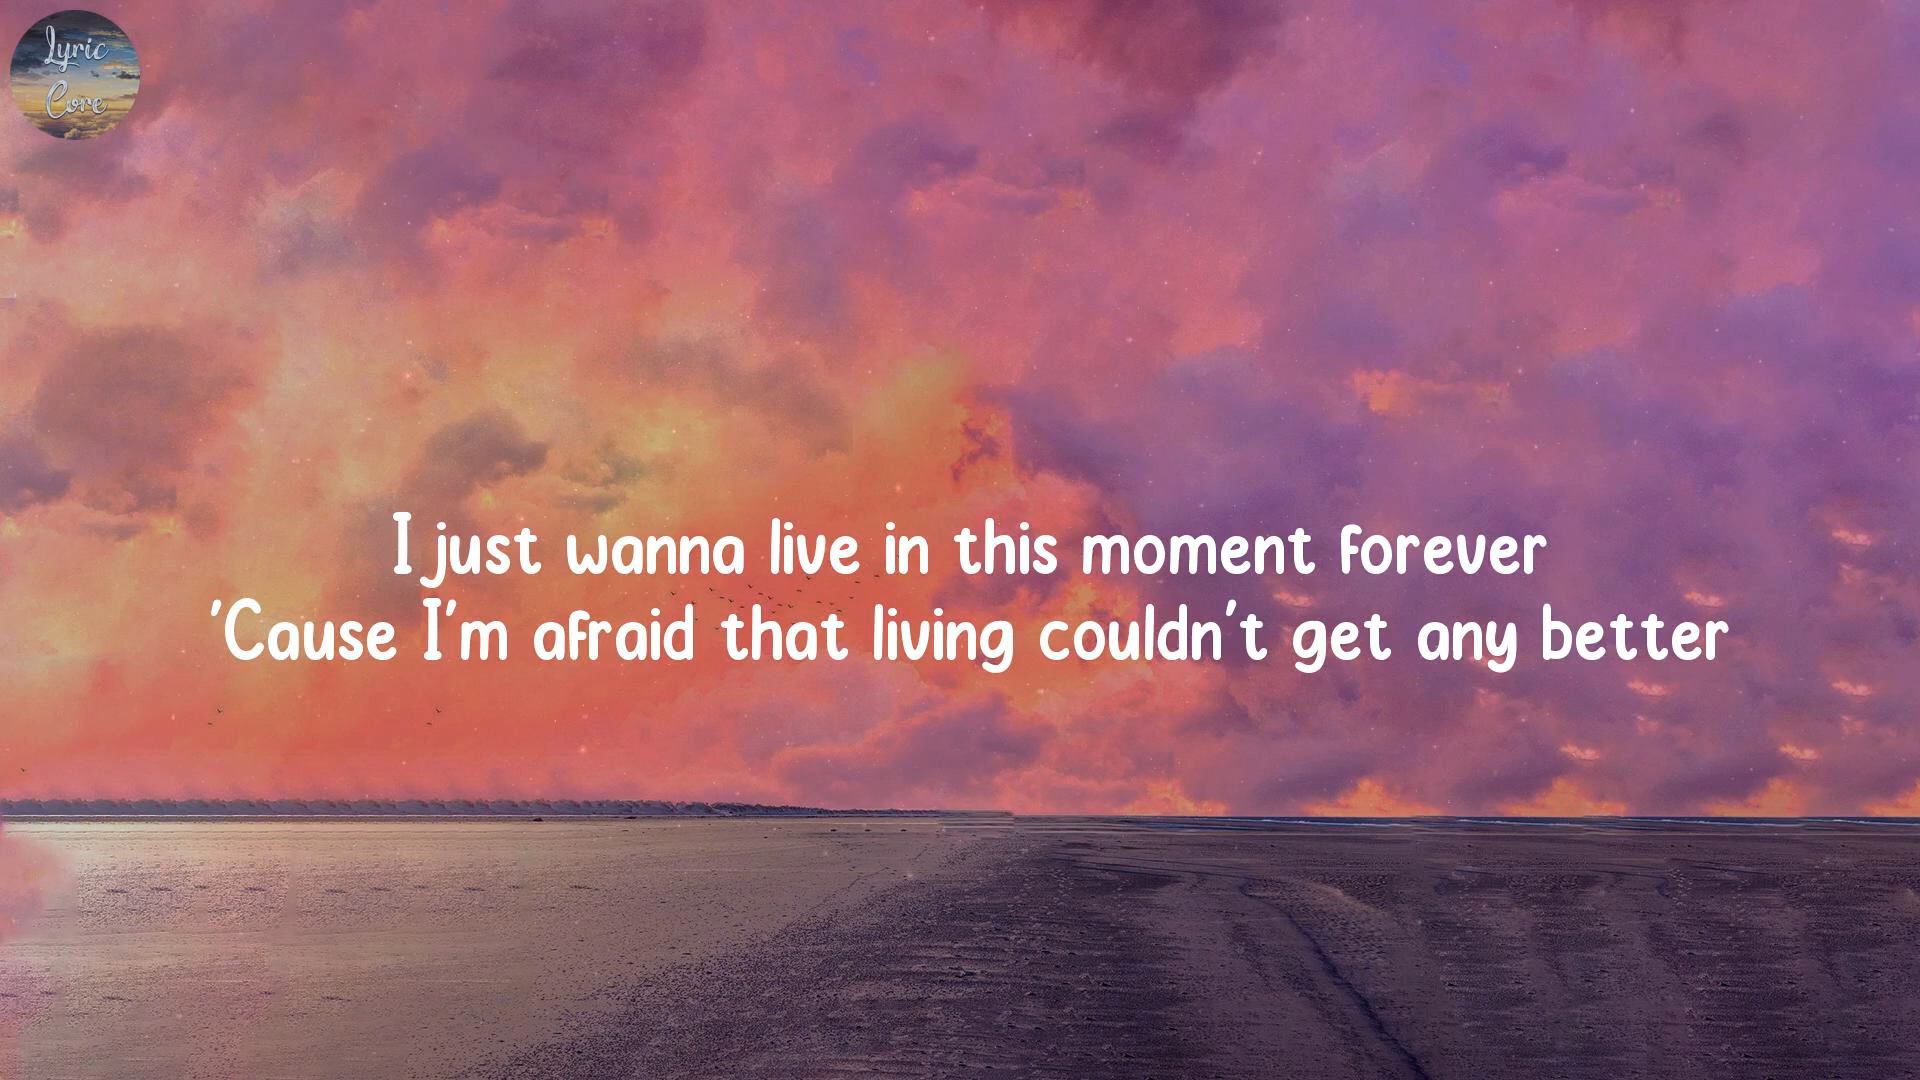 Lyric
Core
I just wanna live in this moment forever
'Cause I'm afraid that living couldn't get any better